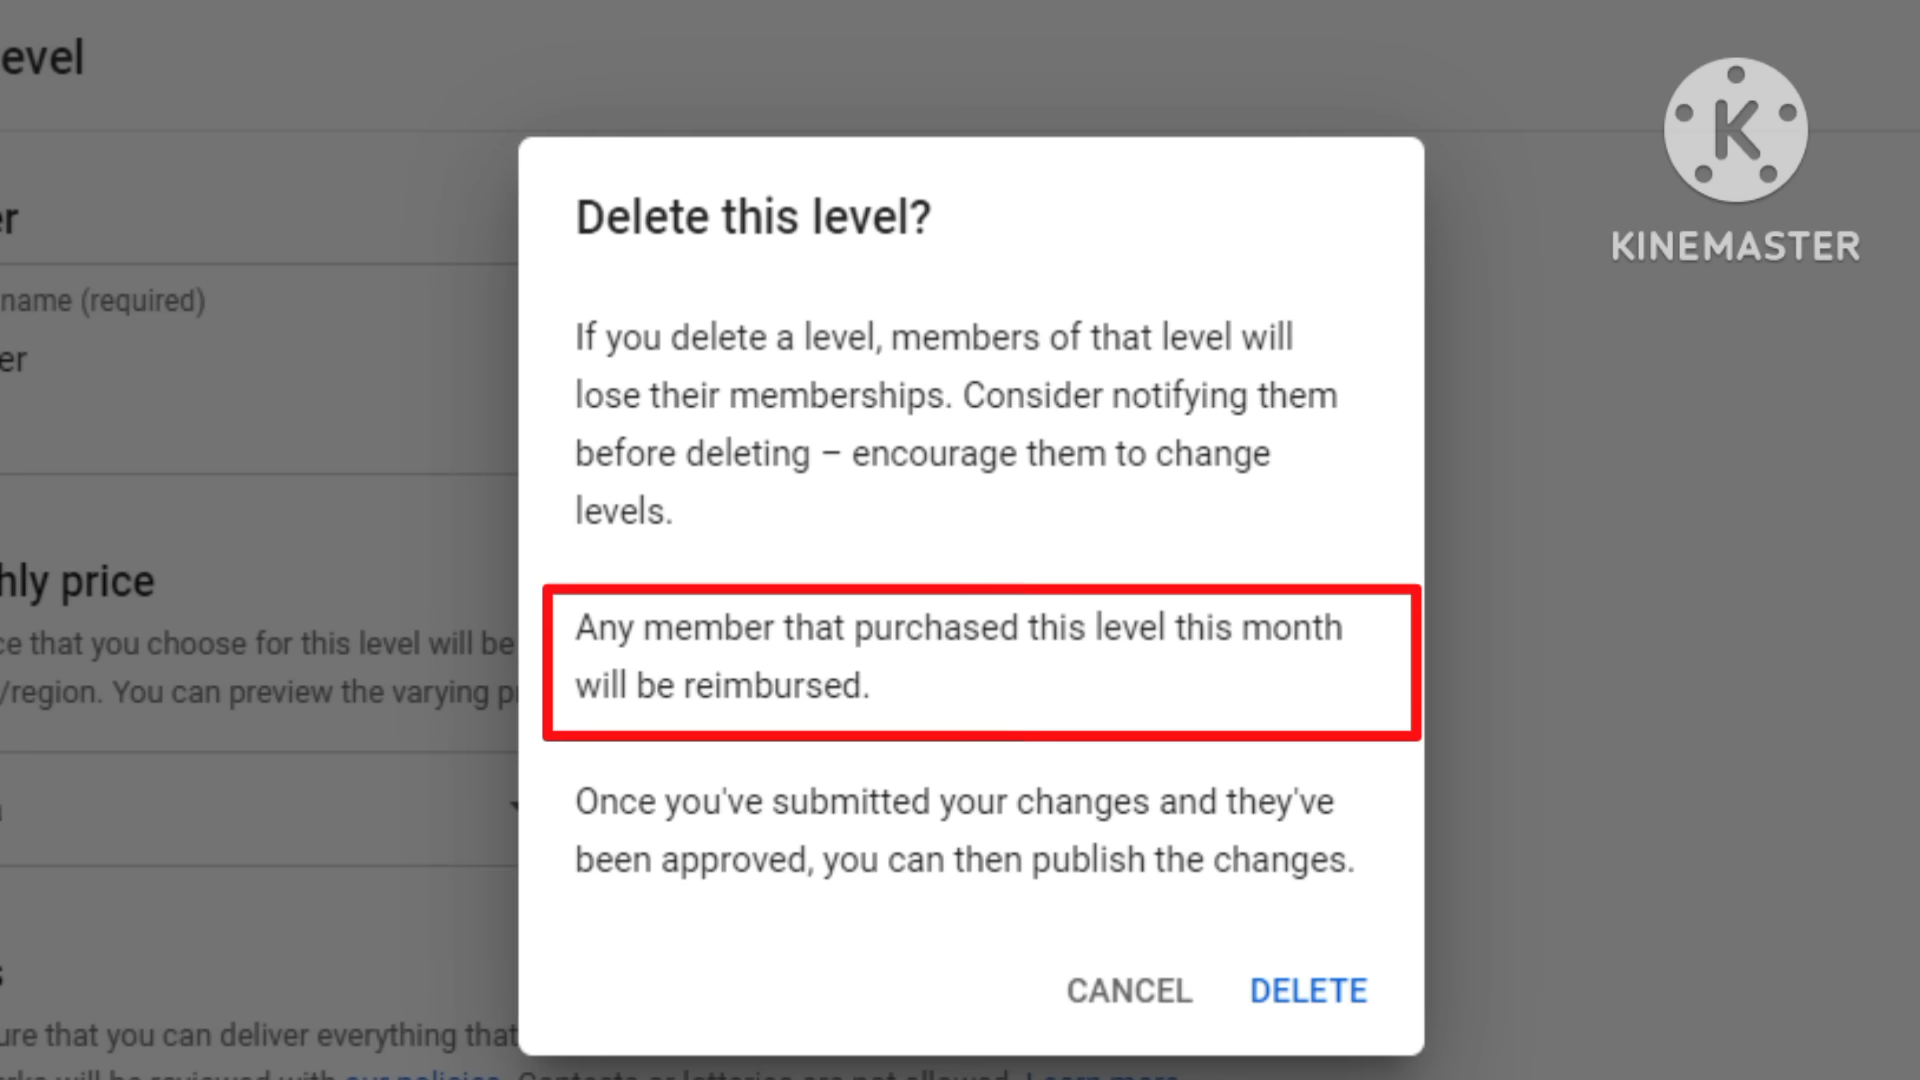 evel
er
name (required)
er
hly price
ce that you choose for this level will be
/region. You can preview the varying
KINEMASTER
Delete this level?
If you delete a level, members of that level will
lose their memberships. Consider notifying them
before deleting – encourage them to change
levels.
Any member that purchased this level this month
will be reimbursed.
Once you've submitted your changes and they've
been approved, you can then publish the changes.
CANCEL
DELETE
ure that you can deliver everything that